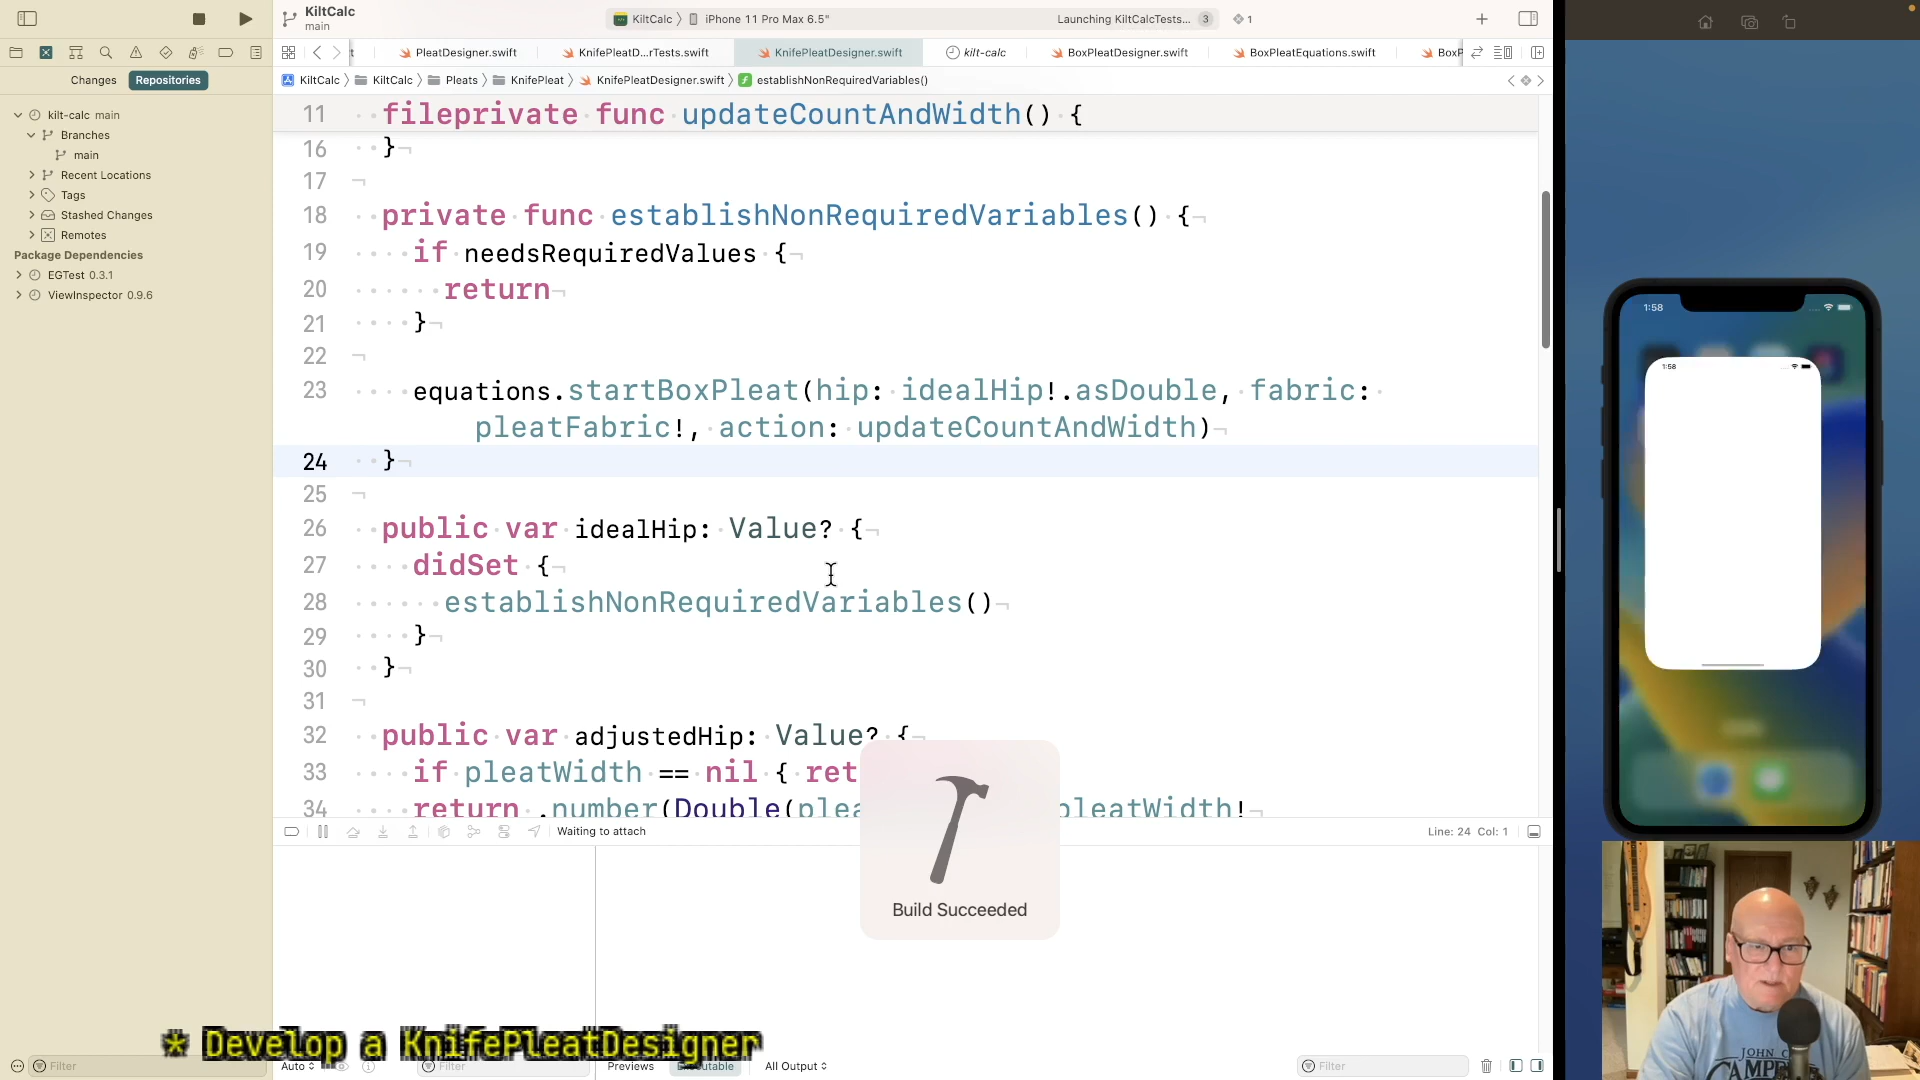 KiltCalc
main
KiltCalc
iPhone 11 Pro Max 6.5"
Launching KiltCalcTests...
3
1
PleatDesigner.swift
KnifePleatD...rTests.swift
KnifePleatDesigner.swift
kilt-calc
BoxPleatDesigner.swift
BoxPleatEquations.swift
BoxP
Changes
Repositories
KiltCalc
KiltCalc
Pleats
KnifePleat
KnifePleatDesigner.swift
establishNonRequiredVariables()
kilt-calc main
Branches
main
Recent Locations
Tags
Stashed Changes
Remotes
Package Dependencies
EGTest 0.3.1
ViewInspector 0.9.6
11 fileprivate func updateCountAndWidth() {
16 }
17
18 private func establishNonRequiredVariables() {
19 if needsRequiredValues {
20 return
21 }
22
23 equations.startBoxPleat(hip: idealHip!.asDouble, fabric:
pleatFabric!, action: updateCountAndWidth)
24 }
25
26 public var idealHip: Value? {
27 didSet {
28 establishNonRequiredVariables()
29 }
30 }
31
32 public var adjustedHip: Value? {
33 if pleatWidth == nil { ret
34 return .number(Double(plea pleatWidth!
Waiting to attach
Line: 24 Col: 1
Build Succeeded
* Develop a KnifePleatDesigner
Filter
Auto
Filter
Previews
Executable
All Output
Filter
1:58
1:58
JOHN C
CAMPBE